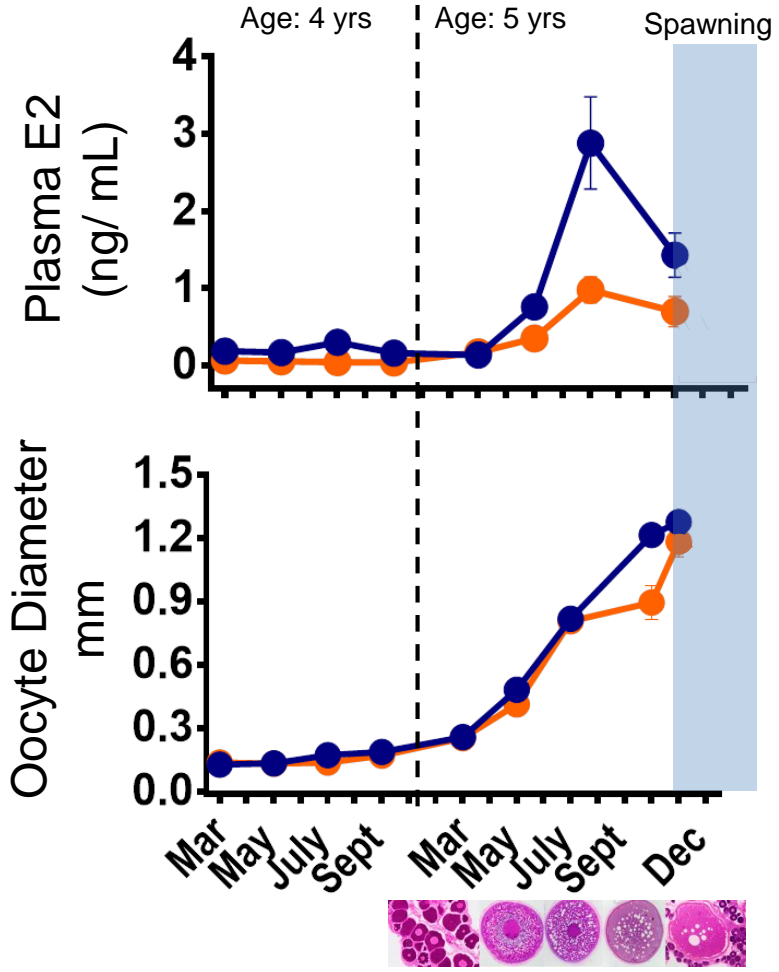 Age: 4 yrs
Age: 5 yrs
Spawning
Plasma E2
(ng/ mL)
4
3
2
1
0
Oocyte Diameter
mm
1.5
1.2
0.9
0.6
0.3
0.0
Mar
May
July
Sept
Mar
May
July
Sept
Dec